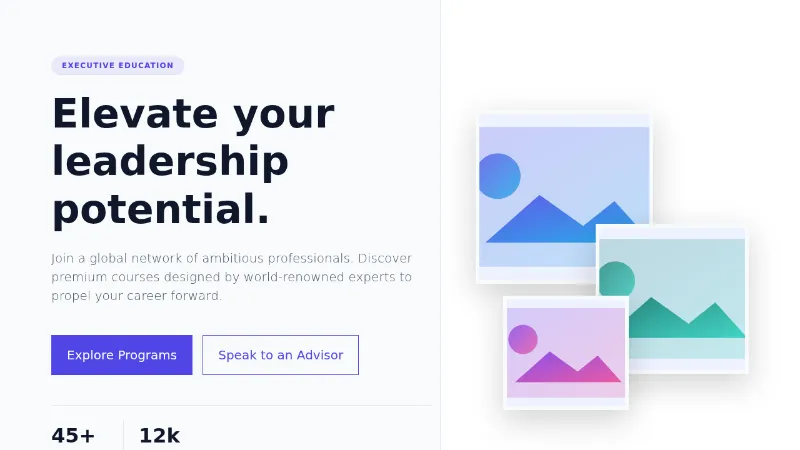 EXECUTIVE EDUCATION
Elevate your
leadership
potential.
Join a global network of ambitious professionals. Discover
premium courses designed by world-renowned experts to
propel your career forward.
Explore Programs
Speak to an Advisor
45+
12k